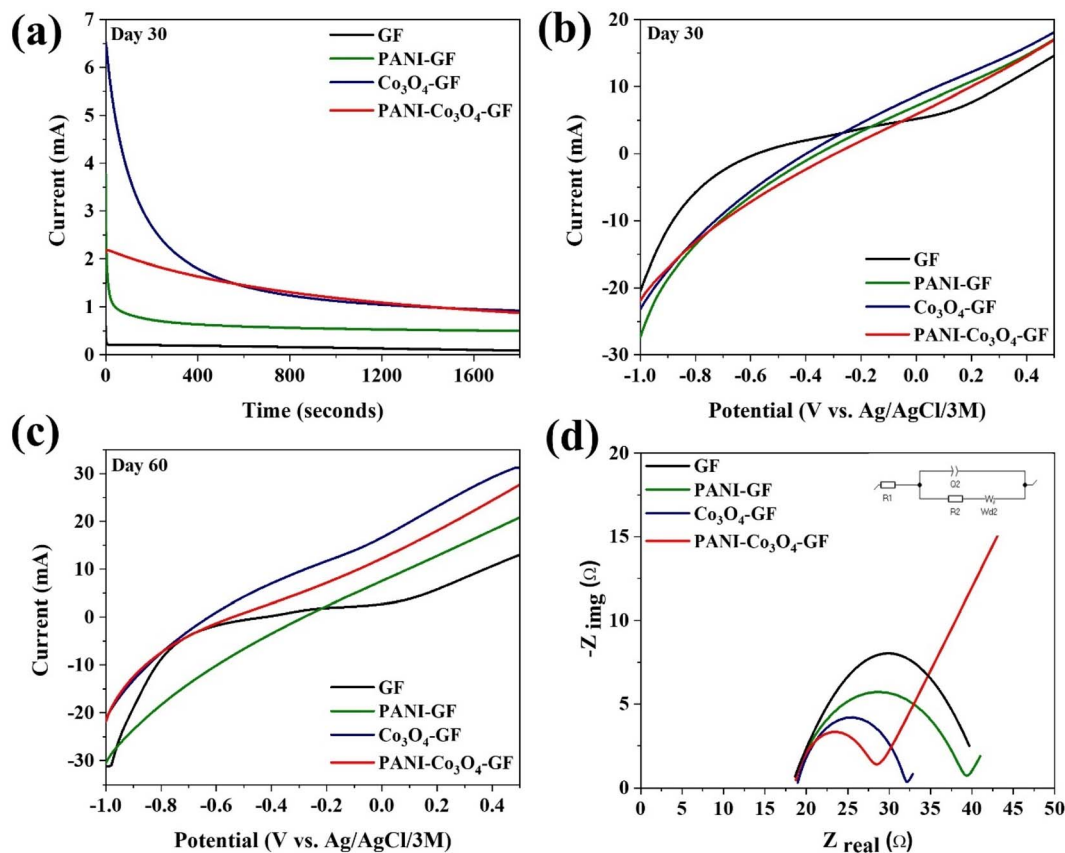 (a)
Day 30
GF
PANI-GF
Co₃O₄-GF
PANI-Co₃O₄-GF
7
6
5
4
3
2
1
0
Current (mA)
0 400 800 1200 1600
Time (seconds)
(b)
Day 30
20
10
0
-10
-20
-30
Current (mA)
GF
PANI-GF
Co₃O₄-GF
PANI-Co₃O₄-GF
-1.0 -0.8 -0.6 -0.4 -0.2 0.0 0.2 0.4
Potential (V vs. Ag/AgCl/3M)
(c)
Day 60
30
20
10
0
-10
-20
-30
Current (mA)
GF
PANI-GF
Co₃O₄-GF
PANI-Co₃O₄-GF
-1.0 -0.8 -0.6 -0.4 -0.2 0.0 0.2 0.4
Potential (V vs. Ag/AgCl/3M)
(d)
GF
PANI-GF
Co₃O₄-GF
PANI-Co₃O₄-GF
R1
Q2
R2
Wd2
20
15
10
5
0
-Z img (Ω)
0 5 10 15 20 25 30 35 40 45 50
Z real (Ω)